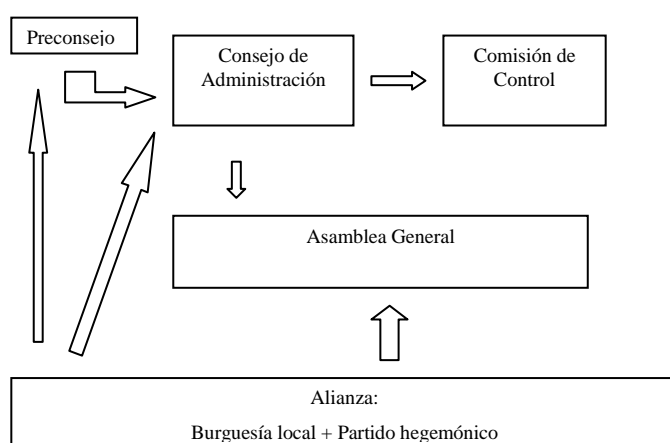 Preconsejo
Consejo de
Administración
Comisión de
Control
Asamblea General
Alianza:
Burguesía local + Partido hegemónico